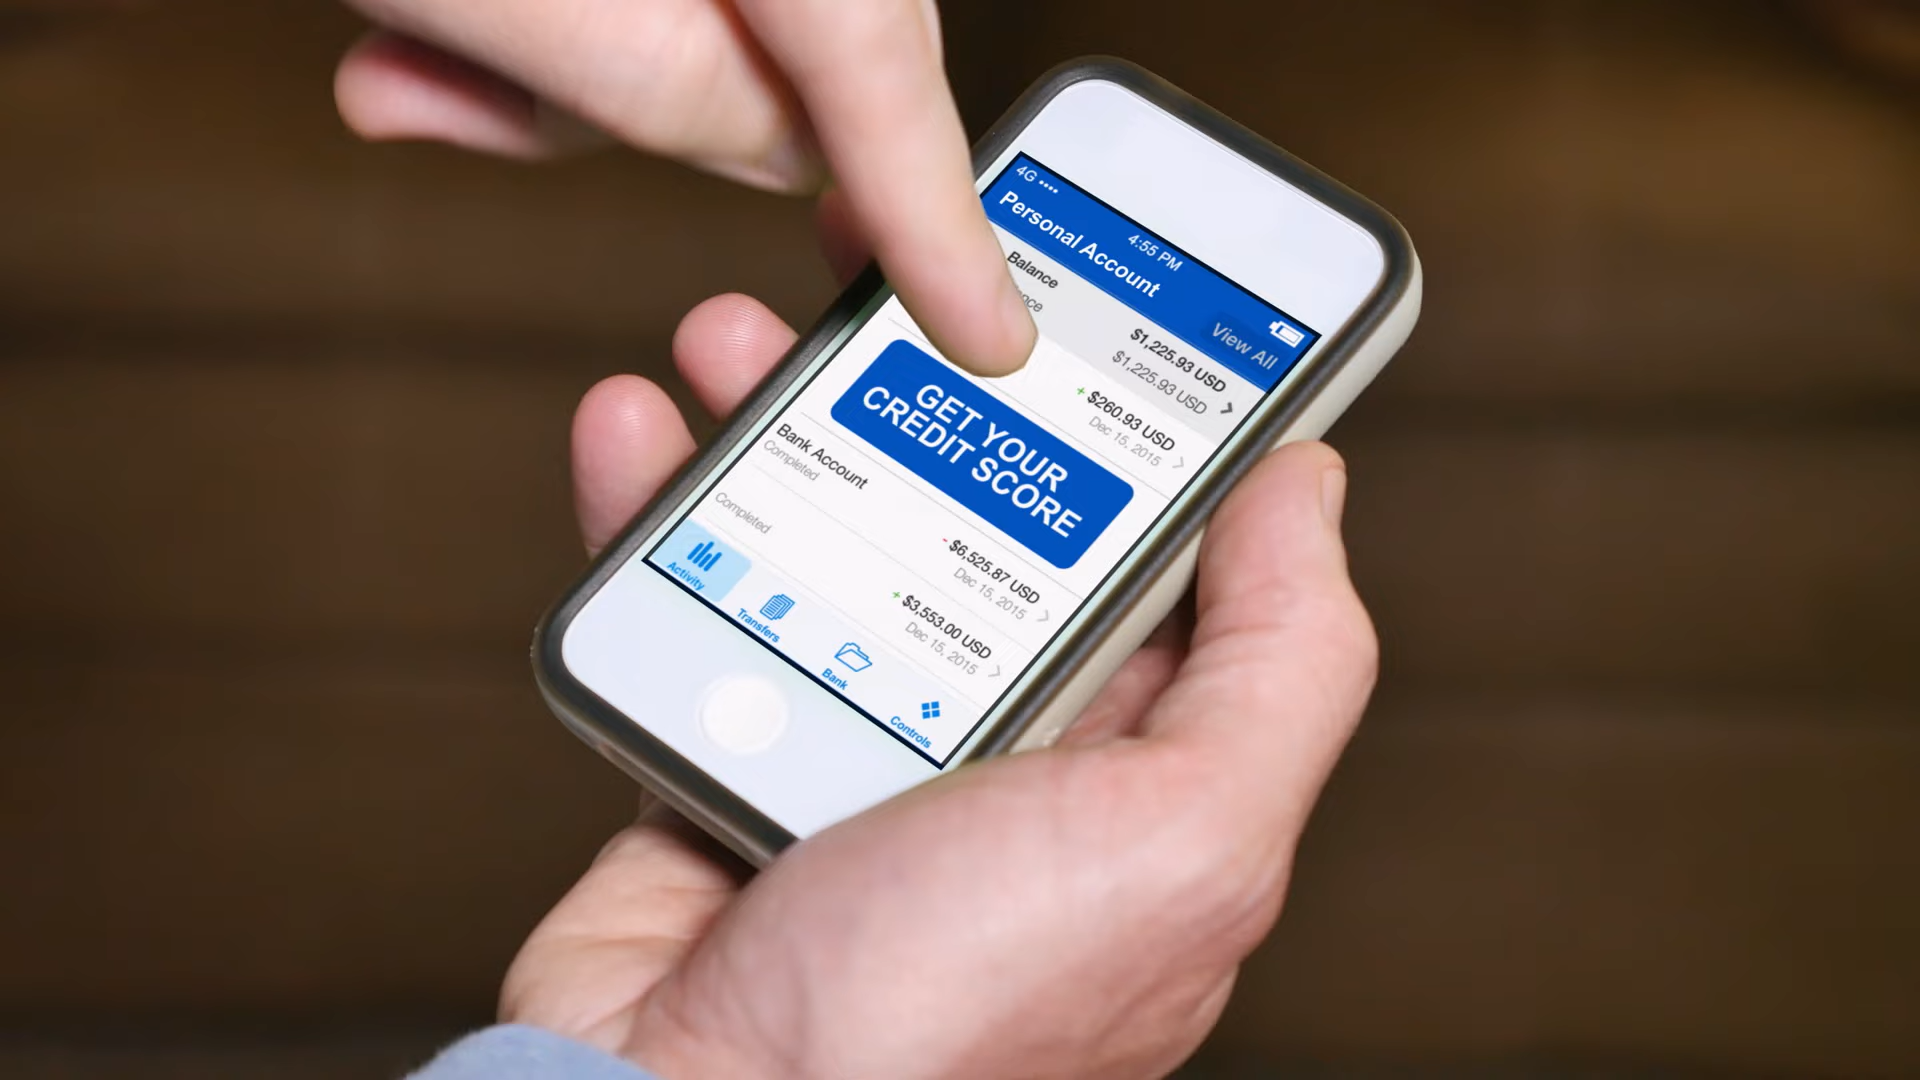 4G
4:55 PM
Personal Account
View All
Balance
$1,225.93 USD
$1,225.93 USD
+ $260.93 USD
Dec 15, 2015
GET YOUR
CREDIT SCORE
Bank Account
Completed
- $6,525.87 USD
Dec 15, 2015
Completed
+ $3,553.00 USD
Dec 15, 2015
Activity
Transfers
Bank
Controls